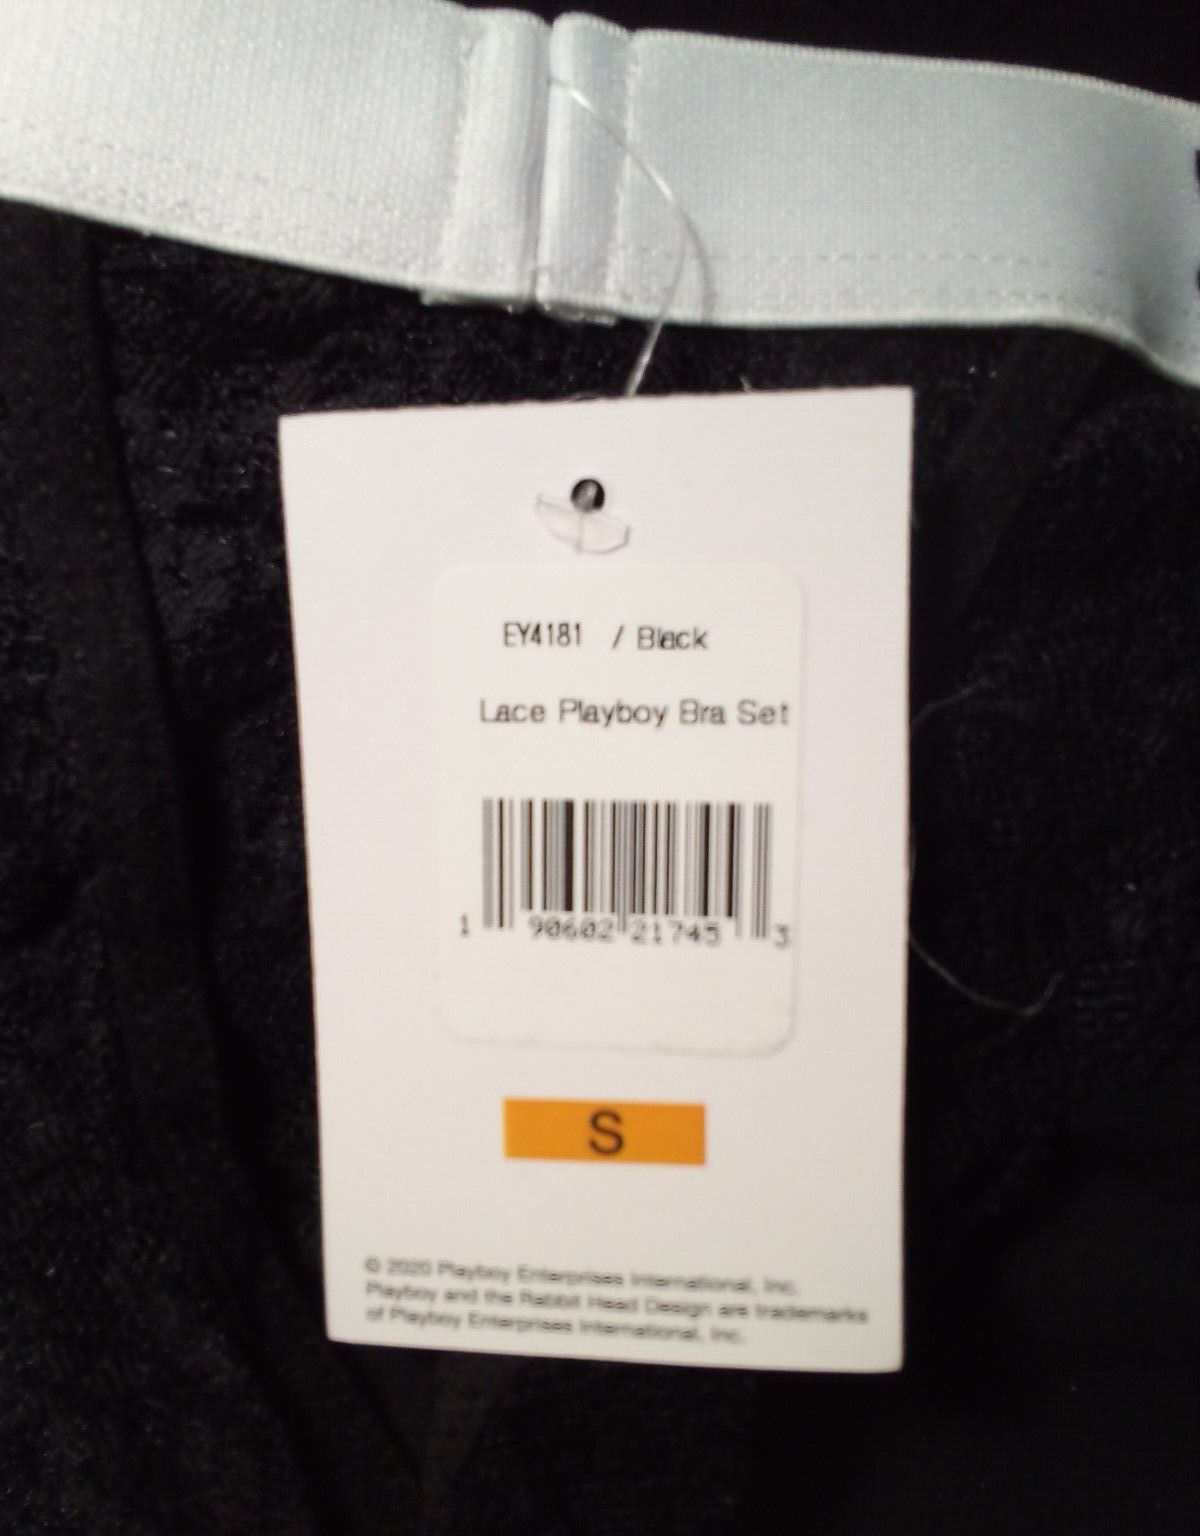 EY4181 / Black
Lace Playboy Bra Set
1 90602 21745 3
S
© 2020 Playboy Enterprises International, Inc.
Playboy and the Rabbit Head Design are trademarks
of Playboy Enterprises International, Inc.